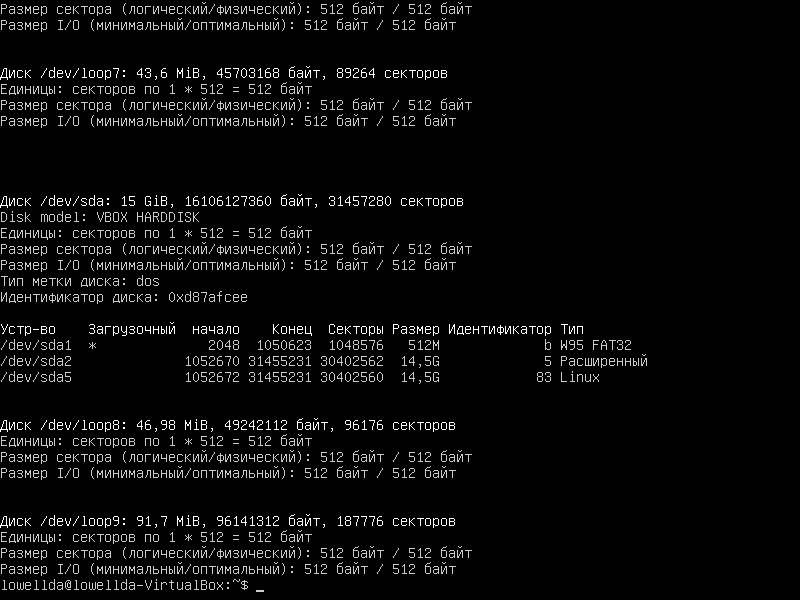 Размер сектора (логический/физический): 512 байт / 512 байт
Размер I/O (минимальный/оптимальный): 512 байт / 512 байт
Диск /dev/loop7: 43,6 MiB, 45703168 байт, 89264 секторов
Единицы: секторов по 1 * 512 = 512 байт
Размер сектора (логический/физический): 512 байт / 512 байт
Размер I/O (минимальный/оптимальный): 512 байт / 512 байт
Диск /dev/sda: 15 GiB, 16106127360 байт, 31457280 секторов
Disk model: VBOX HARDDISK
Единицы: секторов по 1 * 512 = 512 байт
Размер сектора (логический/физический): 512 байт / 512 байт
Размер I/O (минимальный/оптимальный): 512 байт / 512 байт
Тип метки диска: dos
Идентификатор диска: 0xd87afcee
Устр-во    Загрузочный  начало    Конец  Секторы Размер Идентификатор Тип
/dev/sda1  *              2048  1050623  1048576   512M             b W95 FAT32
/dev/sda2              1052670 31455231 30402562  14,5G             5 Расширенный
/dev/sda5              1052672 31455231 30402560  14,5G            83 Linux
Диск /dev/loop8: 46,98 MiB, 49242112 байт, 96176 секторов
Единицы: секторов по 1 * 512 = 512 байт
Размер сектора (логический/физический): 512 байт / 512 байт
Размер I/O (минимальный/оптимальный): 512 байт / 512 байт
Диск /dev/loop9: 91,7 MiB, 96141312 байт, 187776 секторов
Единицы: секторов по 1 * 512 = 512 байт
Размер сектора (логический/физический): 512 байт / 512 байт
Размер I/O (минимальный/оптимальный): 512 байт / 512 байт
lowellda@lowellda-VirtualBox:~$ _